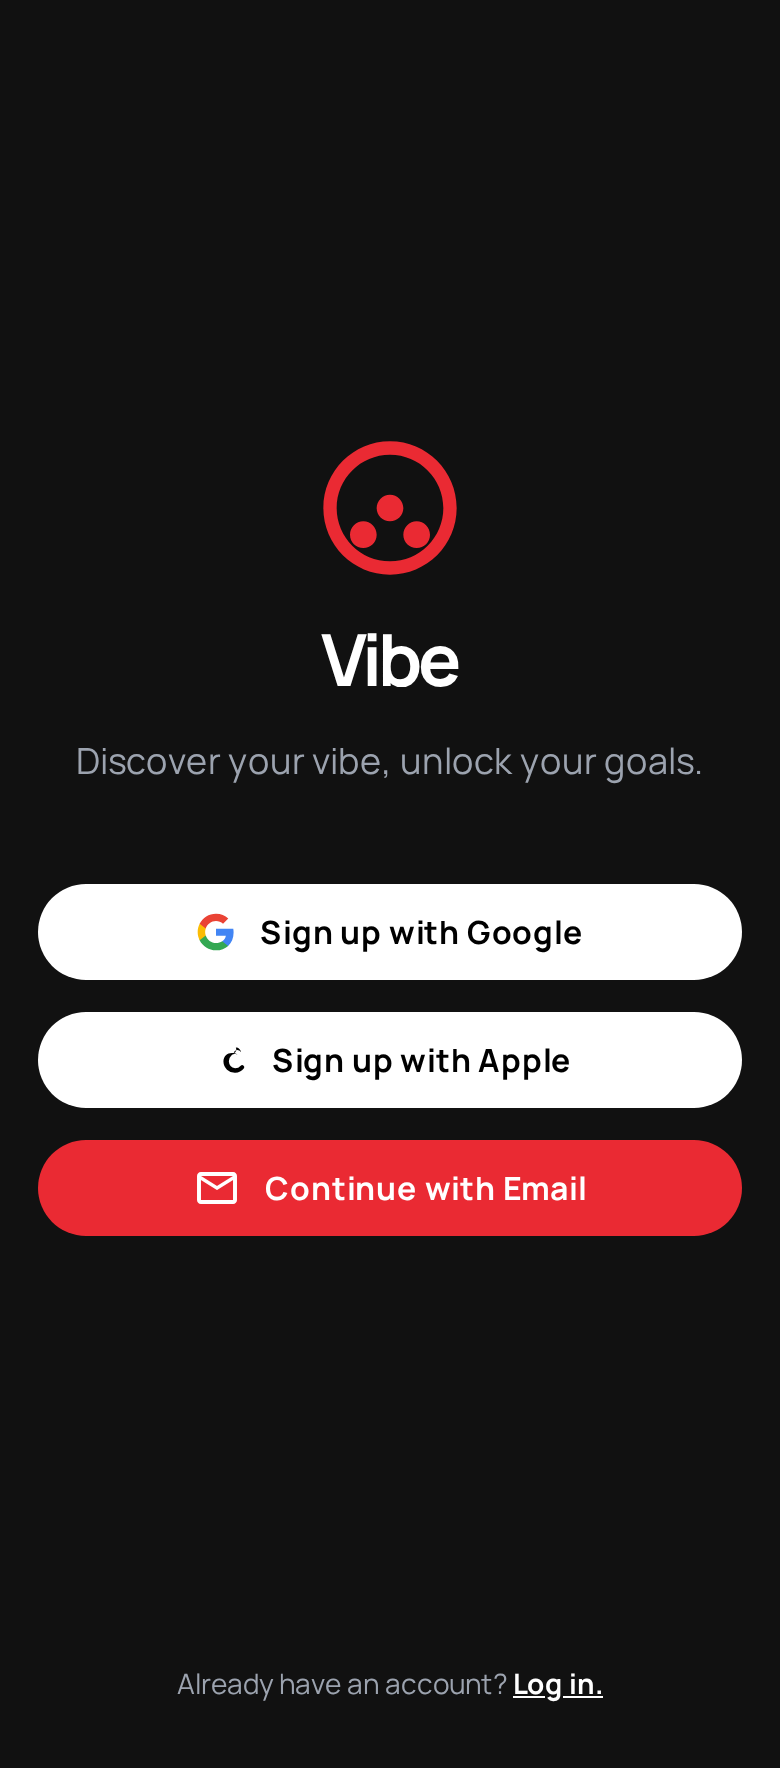 Vibe
Discover your vibe, unlock your goals.
Sign up with Google
Sign up with Apple
Continue with Email
Already have an account? Log in.